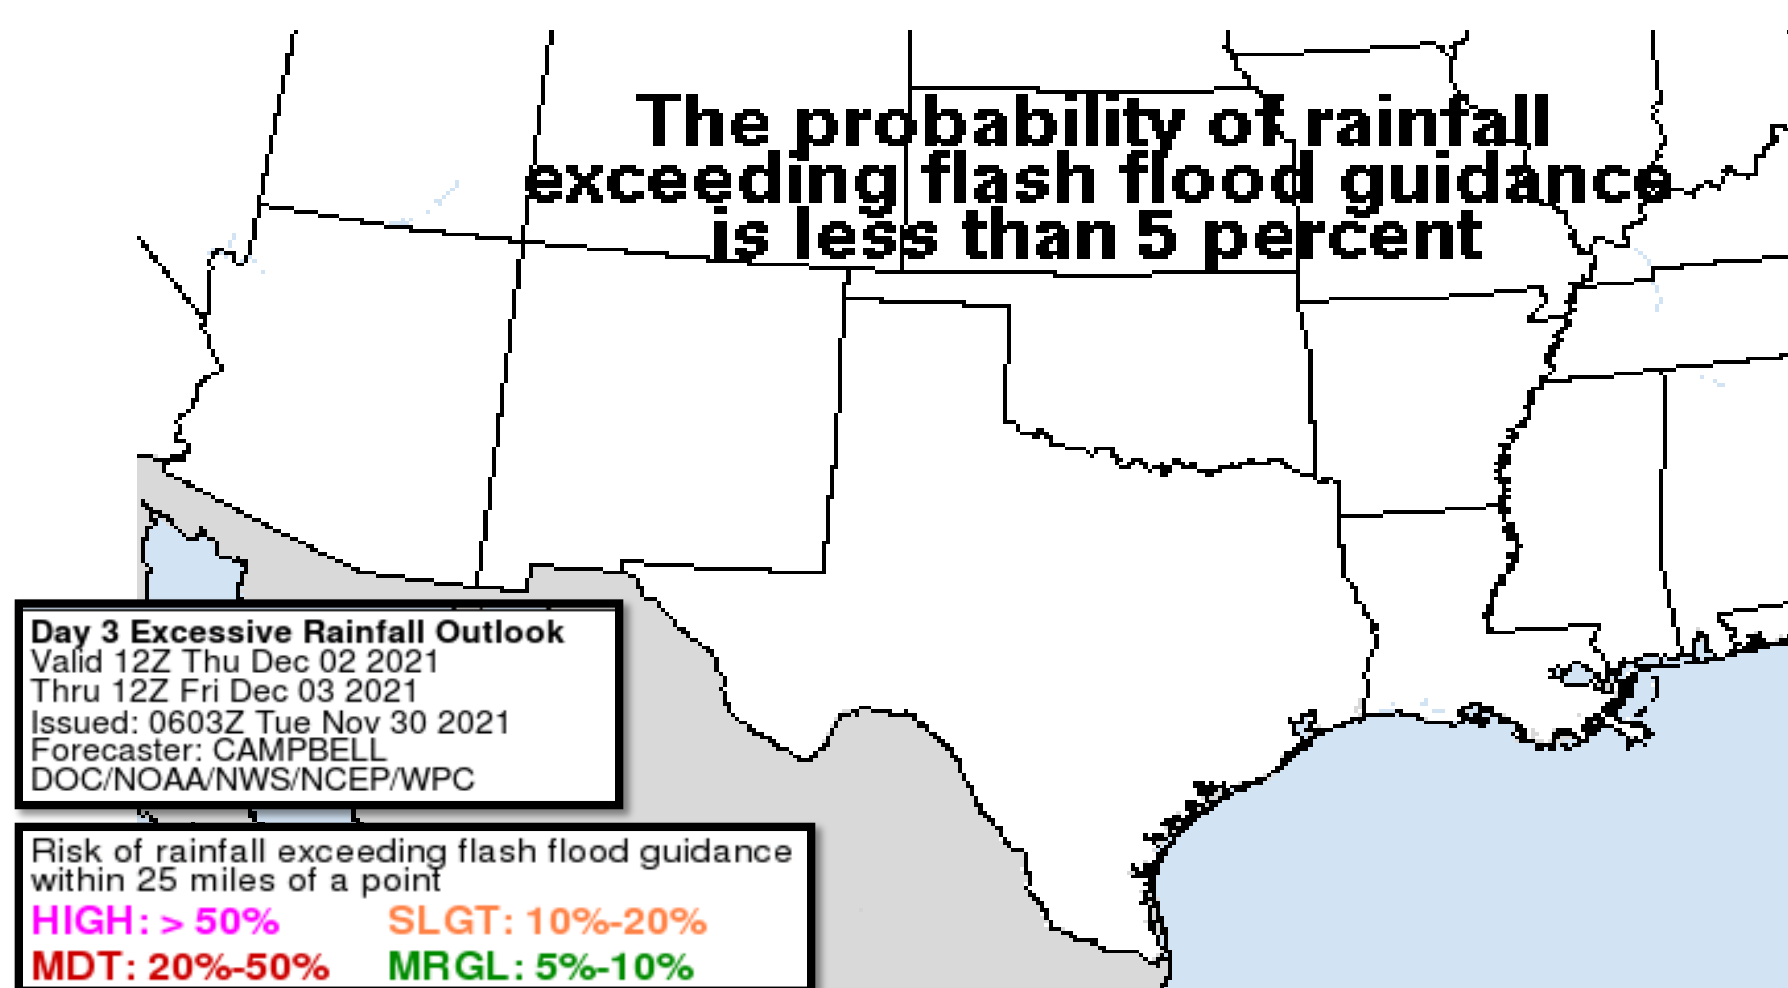 The probability of rainfall
exceeding flash flood guidance
is less than 5 percent
Day 3 Excessive Rainfall Outlook
Valid 12Z Thu Dec 02 2021
Thru 12Z Fri Dec 03 2021
Issued: 0603Z Tue Nov 30 2021
Forecaster: CAMPBELL
DOC/NOAA/NWS/NCEP/WPC
Risk of rainfall exceeding flash flood guidance
within 25 miles of a point
HIGH: > 50% SLGT: 10%-20%
MDT: 20%-50% MRGL: 5%-10%